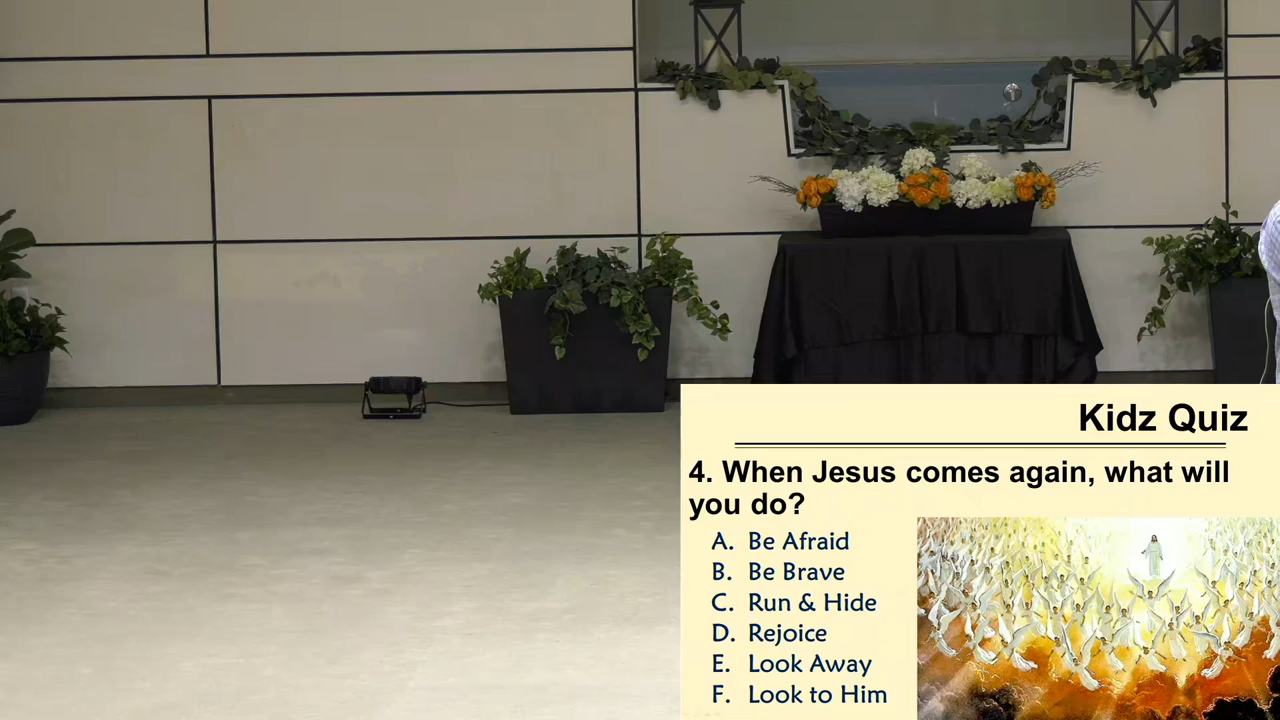 Kidz Quiz
4. When Jesus comes again, what will
you do?
A. Be Afraid
B. Be Brave
C. Run & Hide
D. Rejoice
E. Look Away
F. Look to Him